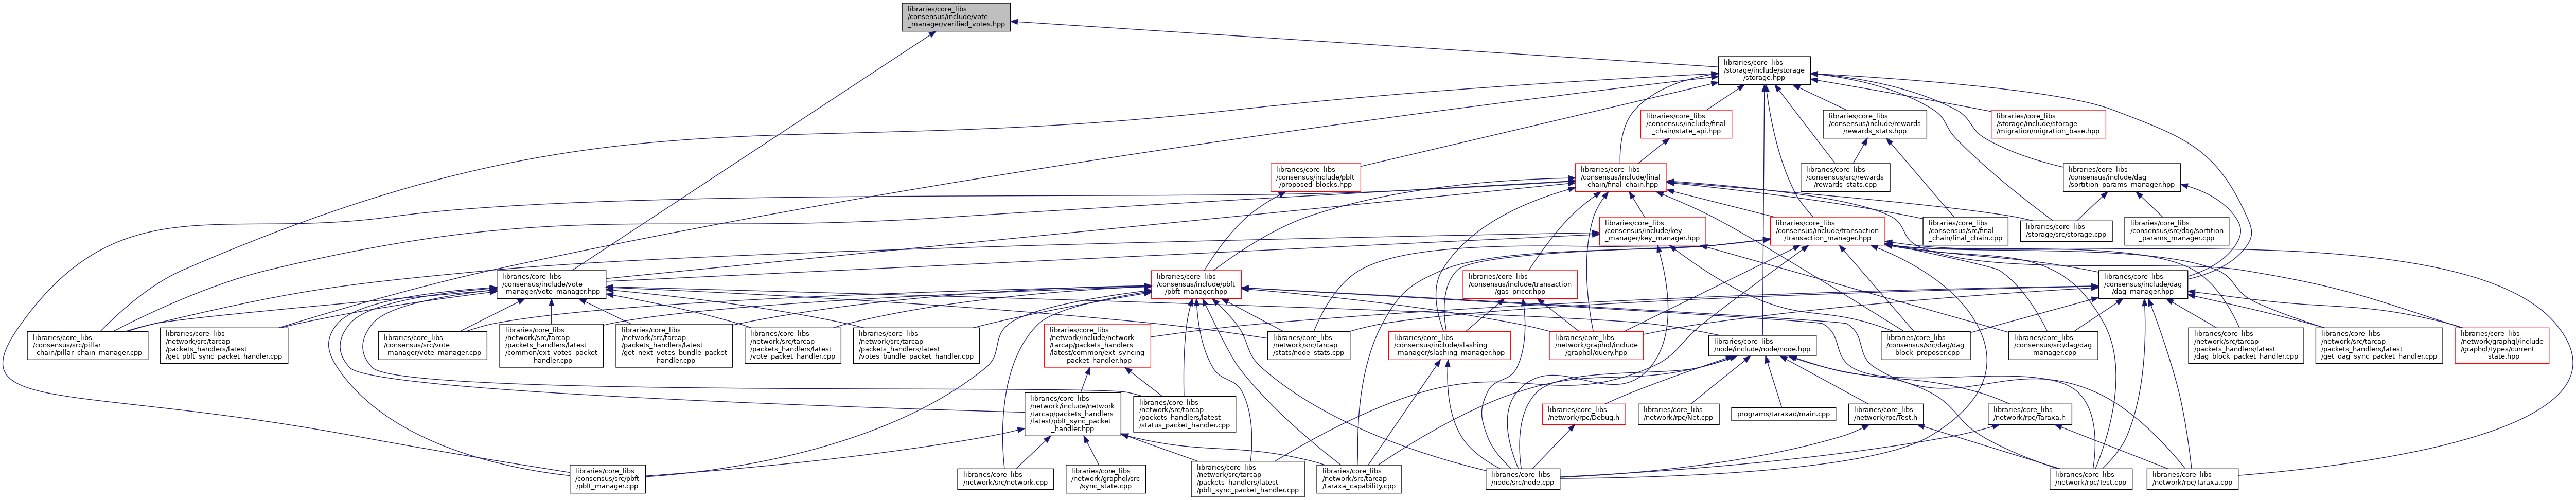 libraries/core_libs
/consensus/include/vote
_manager/verified_votes.hpp
libraries/core_libs
/storage/include/storage
/storage.hpp
libraries/core_libs
/consensus/include/final
_chain/state_api.hpp
libraries/core_libs
/consensus/include/rewards
/rewards_stats.hpp
libraries/core_libs
/storage/include/storage
/migration/migration_base.hpp
libraries/core_libs
/consensus/include/pbft
/proposed_blocks.hpp
libraries/core_libs
/consensus/include/final
_chain/final_chain.hpp
libraries/core_libs
/consensus/src/rewards
/rewards_stats.cpp
libraries/core_libs
/consensus/include/dag
/sortition_params_manager.hpp
libraries/core_libs
/consensus/include/key
_manager/key_manager.hpp
libraries/core_libs
/consensus/include/transaction
/transaction_manager.hpp
libraries/core_libs
/consensus/src/final
_chain/final_chain.cpp
libraries/core_libs
/storage/src/storage.cpp
libraries/core_libs
/consensus/src/dag/sortition
_params_manager.cpp
libraries/core_libs
/consensus/include/vote
_manager/vote_manager.hpp
libraries/core_libs
/consensus/include/pbft
/pbft_manager.hpp
libraries/core_libs
/consensus/include/transaction
/gas_pricer.hpp
libraries/core_libs
/consensus/include/dag
/dag_manager.hpp
libraries/core_libs
/consensus/src/pillar
_chain/pillar_chain_manager.cpp
libraries/core_libs
/network/src/tarcap
/packets_handlers/latest
/get_pbft_sync_packet_handler.cpp
libraries/core_libs
/consensus/src/vote
_manager/vote_manager.cpp
libraries/core_libs
/network/src/tarcap
/packets_handlers/latest
/common/ext_votes_packet
_handler.cpp
libraries/core_libs
/network/src/tarcap
/packets_handlers/latest
/get_next_votes_bundle_packet
_handler.cpp
libraries/core_libs
/network/src/tarcap
/packets_handlers/latest
/vote_packet_handler.cpp
libraries/core_libs
/network/src/tarcap
/packets_handlers/latest
/votes_bundle_packet_handler.cpp
libraries/core_libs
/network/include/network
/tarcap/packets_handlers
/latest/common/ext_syncing
_packet_handler.hpp
libraries/core_libs
/network/src/tarcap
/stats/node_stats.cpp
libraries/core_libs
/consensus/include/slashing
_manager/slashing_manager.hpp
libraries/core_libs
/network/graphql/include
/graphql/query.hpp
libraries/core_libs
/node/include/node/node.hpp
libraries/core_libs
/consensus/src/dag/dag
_block_proposer.cpp
libraries/core_libs
/consensus/src/dag/dag
_manager.cpp
libraries/core_libs
/network/src/tarcap
/packets_handlers/latest
/dag_block_packet_handler.cpp
libraries/core_libs
/network/src/tarcap
/packets_handlers/latest
/get_dag_sync_packet_handler.cpp
libraries/core_libs
/network/graphql/include
/graphql/types/current
_state.hpp
libraries/core_libs
/network/include/network
/tarcap/packets_handlers
/latest/pbft_sync_packet
_handler.hpp
libraries/core_libs
/network/src/tarcap
/packets_handlers/latest
/status_packet_handler.cpp
libraries/core_libs
/network/rpc/Debug.h
libraries/core_libs
/network/rpc/Net.cpp
programs/taraxad/main.cpp
libraries/core_libs
/network/rpc/Test.h
libraries/core_libs
/network/rpc/Taraxa.h
libraries/core_libs
/consensus/src/pbft
/pbft_manager.cpp
libraries/core_libs
/network/src/network.cpp
libraries/core_libs
/network/graphql/src
/sync_state.cpp
libraries/core_libs
/network/src/tarcap
/packets_handlers/latest
/pbft_sync_packet_handler.cpp
libraries/core_libs
/network/src/tarcap
/taraxa_capability.cpp
libraries/core_libs
/node/src/node.cpp
libraries/core_libs
/network/rpc/Test.cpp
libraries/core_libs
/network/rpc/Taraxa.cpp